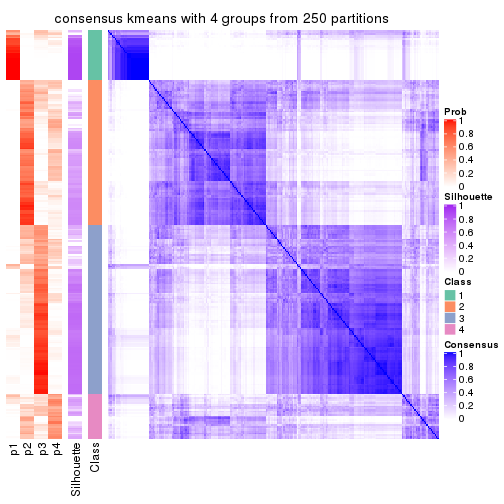 consensus kmeans with 4 groups from 250 partitions
Prob
1
0.8
0.6
0.4
0.2
0
Silhouette
1
0.8
0.6
0.4
0.2
0
Class
1
2
3
4
Consensus
1
0.8
0.6
0.4
0.2
0
p1
p2
p3
p4
Silhouette
Class